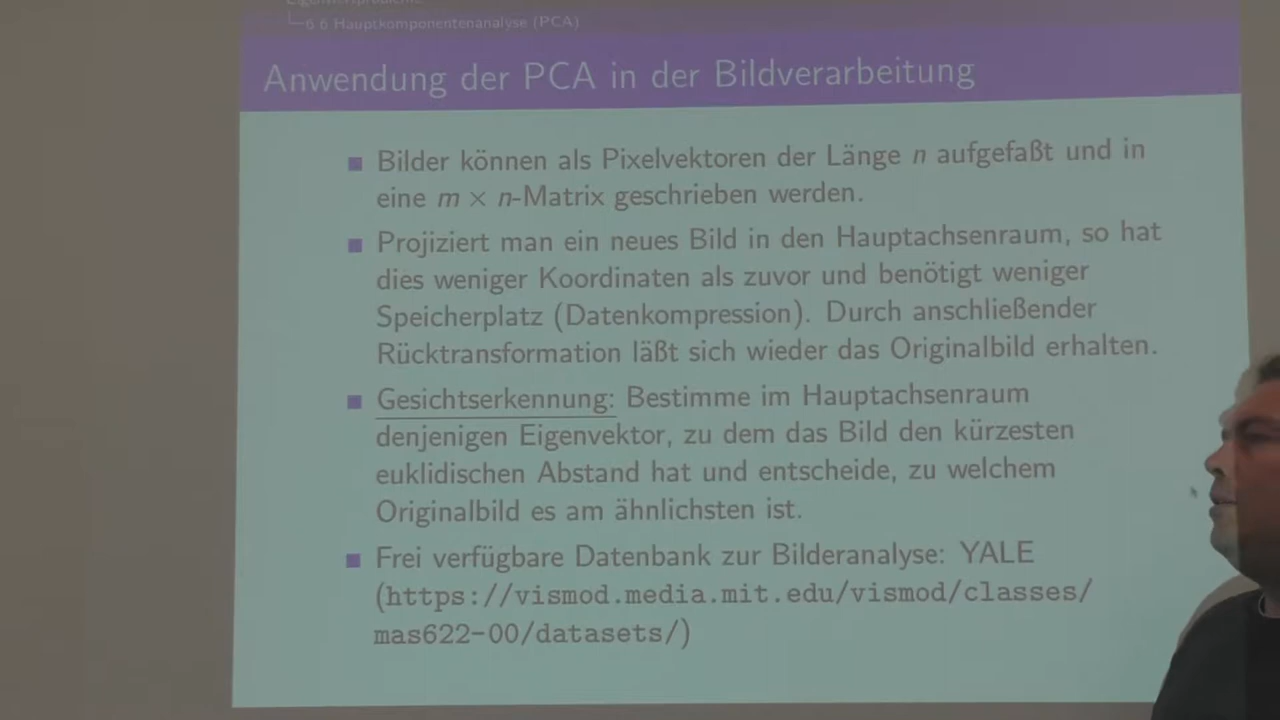 Eigenwertprobleme
6.6 Hauptkomponentenanalyse (PCA)
Anwendung der PCA in der Bildverarbeitung
Bilder können als Pixelvektoren der Länge n aufgefaßt und in
eine m × n-Matrix geschrieben werden.
Projiziert man ein neues Bild in den Hauptachsenraum, so hat
dies weniger Koordinaten als zuvor und benötigt weniger
Speicherplatz (Datenkompression). Durch anschließender
Rücktransformation läßt sich wieder das Originalbild erhalten.
Gesichtserkennung: Bestimme im Hauptachsenraum
denjenigen Eigenvektor, zu dem das Bild den kürzesten
euklidischen Abstand hat und entscheide, zu welchem
Originalbild es am ähnlichsten ist.
Frei verfügbare Datenbank zur Bilderanalyse: YALE
(https://vismod.media.mit.edu/vismod/classes/
mas622-00/datasets/)